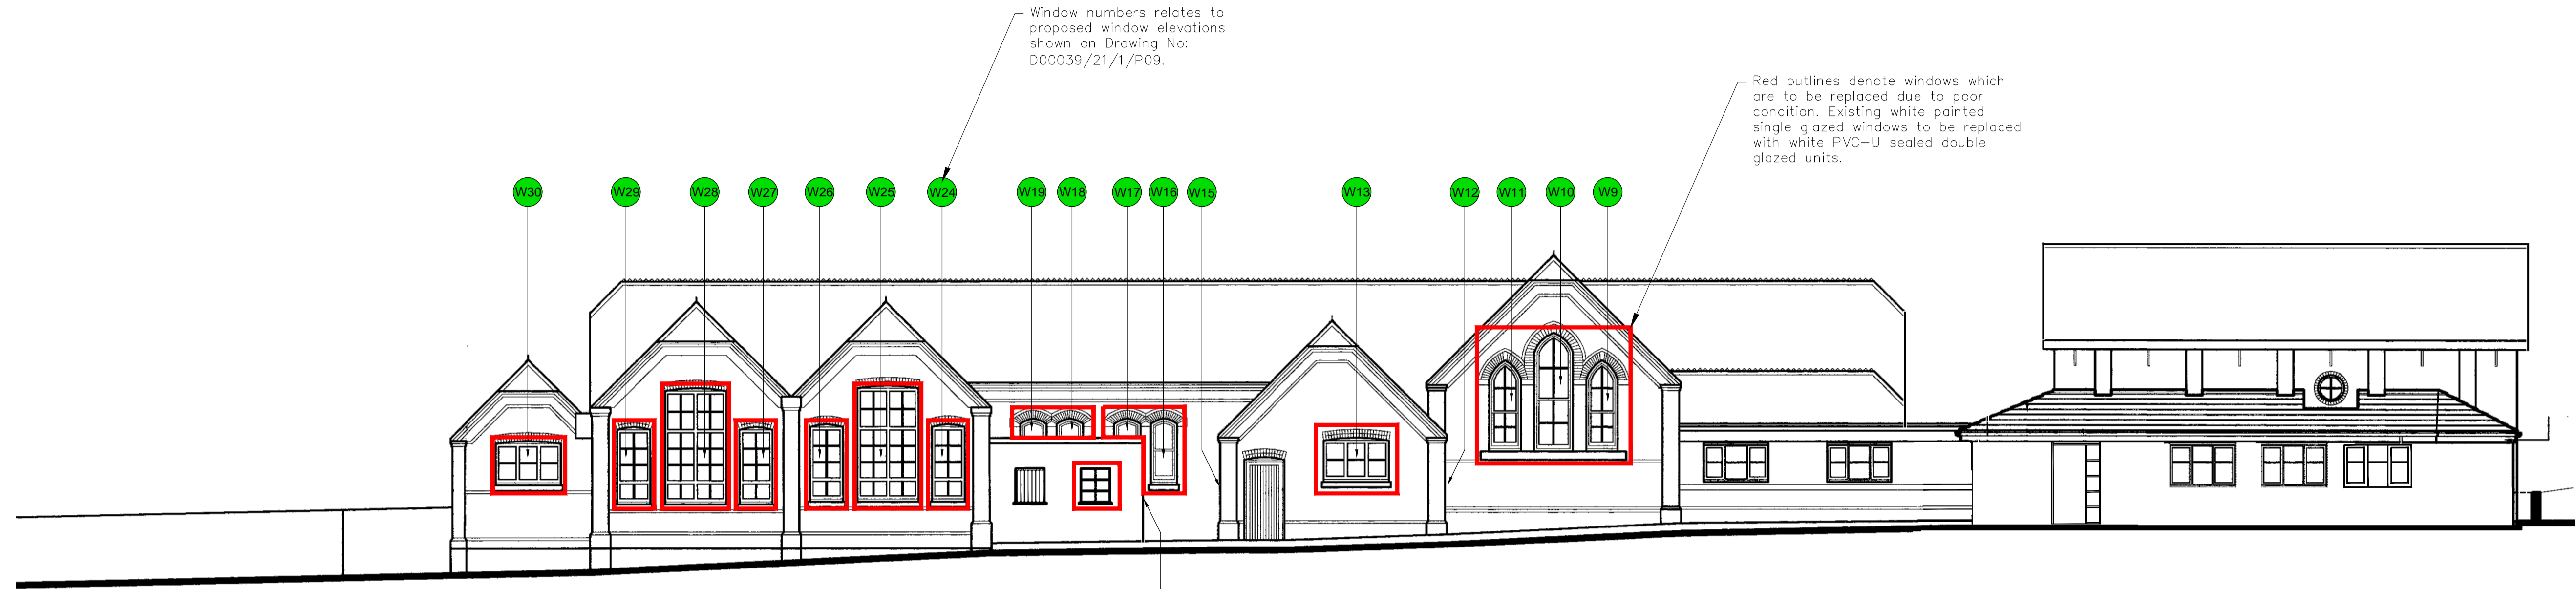 Window numbers relates to
proposed window elevations
shown on Drawing No:
D00039/21/1/P09.
Red outlines denote windows which
are to be replaced due to poor
condition. Existing white painted
single glazed windows to be replaced
with white PVC-U sealed double
glazed units.
W30 W29 W28 W27 W26 W25 W24 W19 W18 W17 W16 W15 W13 W12 W11 W10 W9